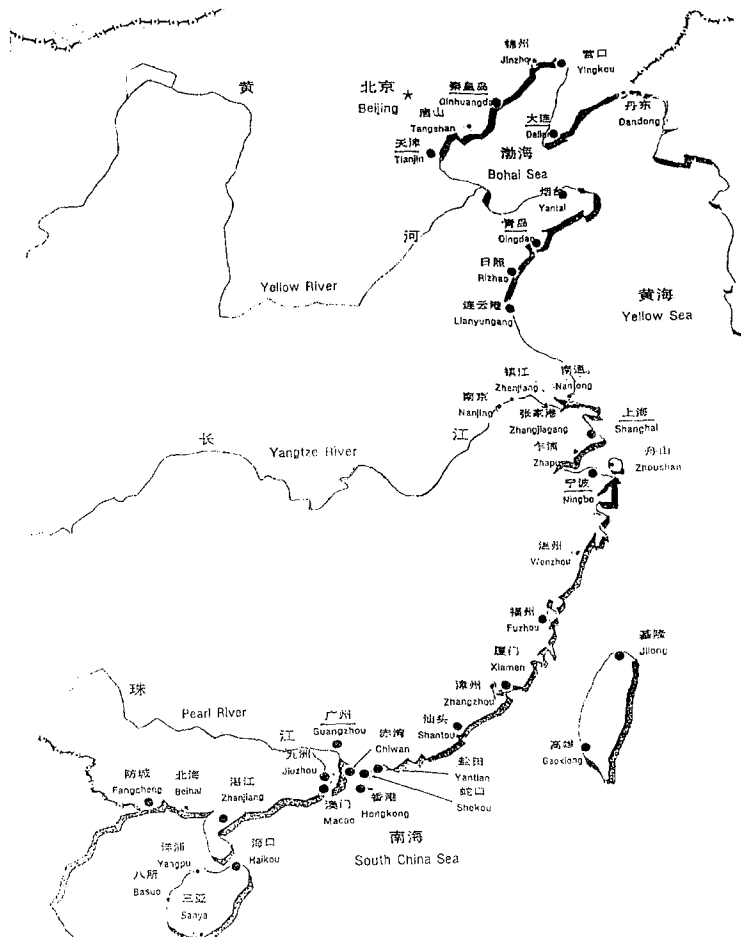 锦州
Jinzho
营口
Yingkou
黄
北京
Beijing
秦皇岛
Qinhuangda
唐山
Tangshan
天津
Tianjin
大连
Dalia
丹东
Dandong
渤海
Bohai Sea
烟台
Yantai
青岛
Qingdao
河
日照
Rizhao
Yellow River
连云港
Lianyungang
黄海
Yellow Sea
镇江
Zhenjiang
南通
Nantong
南京
Nanjing
张家港
Zhangjiagang
上海
Shanghai
长
Yangtze River
江
乍浦
Zhapu
舟山
Zhoushan
宁波
Ningbo
温州
Wenzhou
福州
Fuzhou
基隆
Jilong
厦门
Xiamen
漳州
Zhangzhou
珠
Pearl River
江
广州
Guangzhou
赤湾
Chiwan
汕头
Shantou
高雄
Gaoxiong
九洲
Jiuzhou
盐田
Yantian
蛇口
Shekou
防城
Fangcheng
北海
Beihai
湛江
Zhanjiang
澳门
Macao
香港
Hongkong
南海
South China Sea
洋浦
Yangpu
海口
Haikou
八所
Basuo
三亚
Sanya